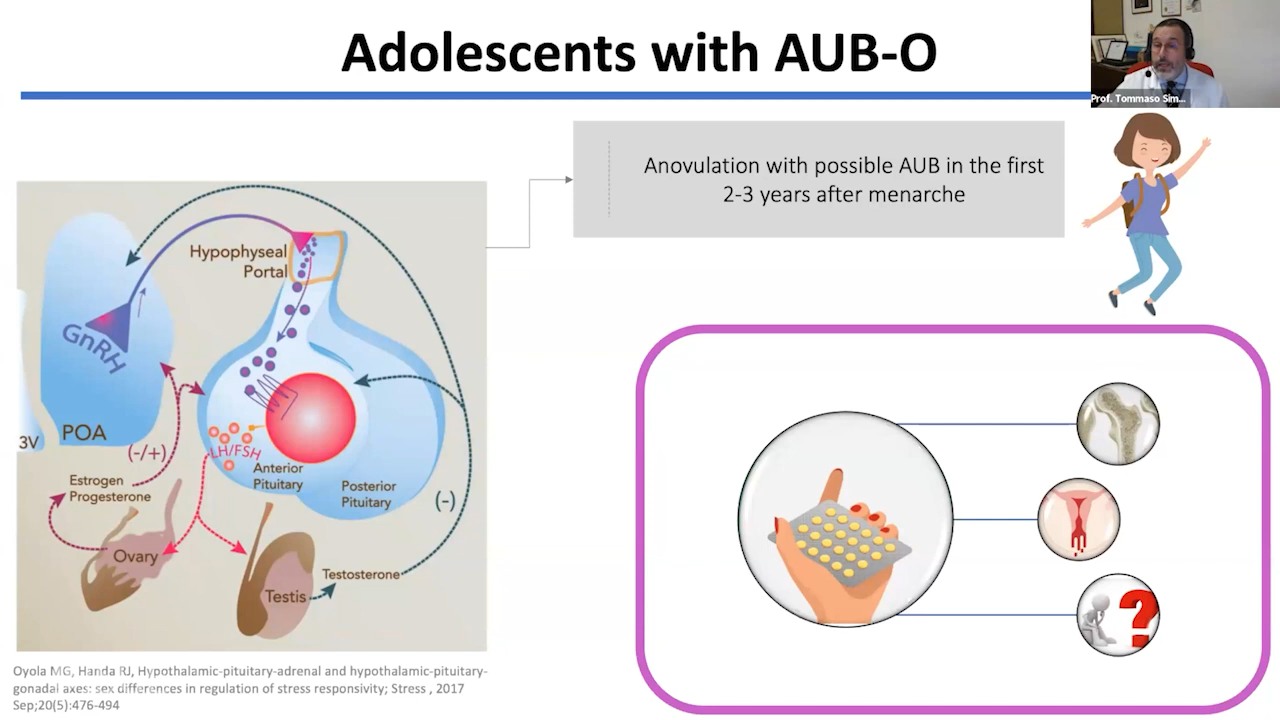 Adolescents with AUB-O
Prof. Tommaso Sim...
Anovulation with possible AUB in the first
2-3 years after menarche
Hypophyseal
Portal
GnRH
POA
3V
(-/+)
LH/FSH
Anterior
Pituitary
Posterior
Pituitary
(-)
Estrogen
Progesterone
Ovary
Testis
Testosterone
?
Oyola MG, Handa RJ, Hypothalamic-pituitary-adrenal and hypothalamic-pituitary-
gonadal axes: sex differences in regulation of stress responsivity; Stress , 2017
Sep;20(5):476-494